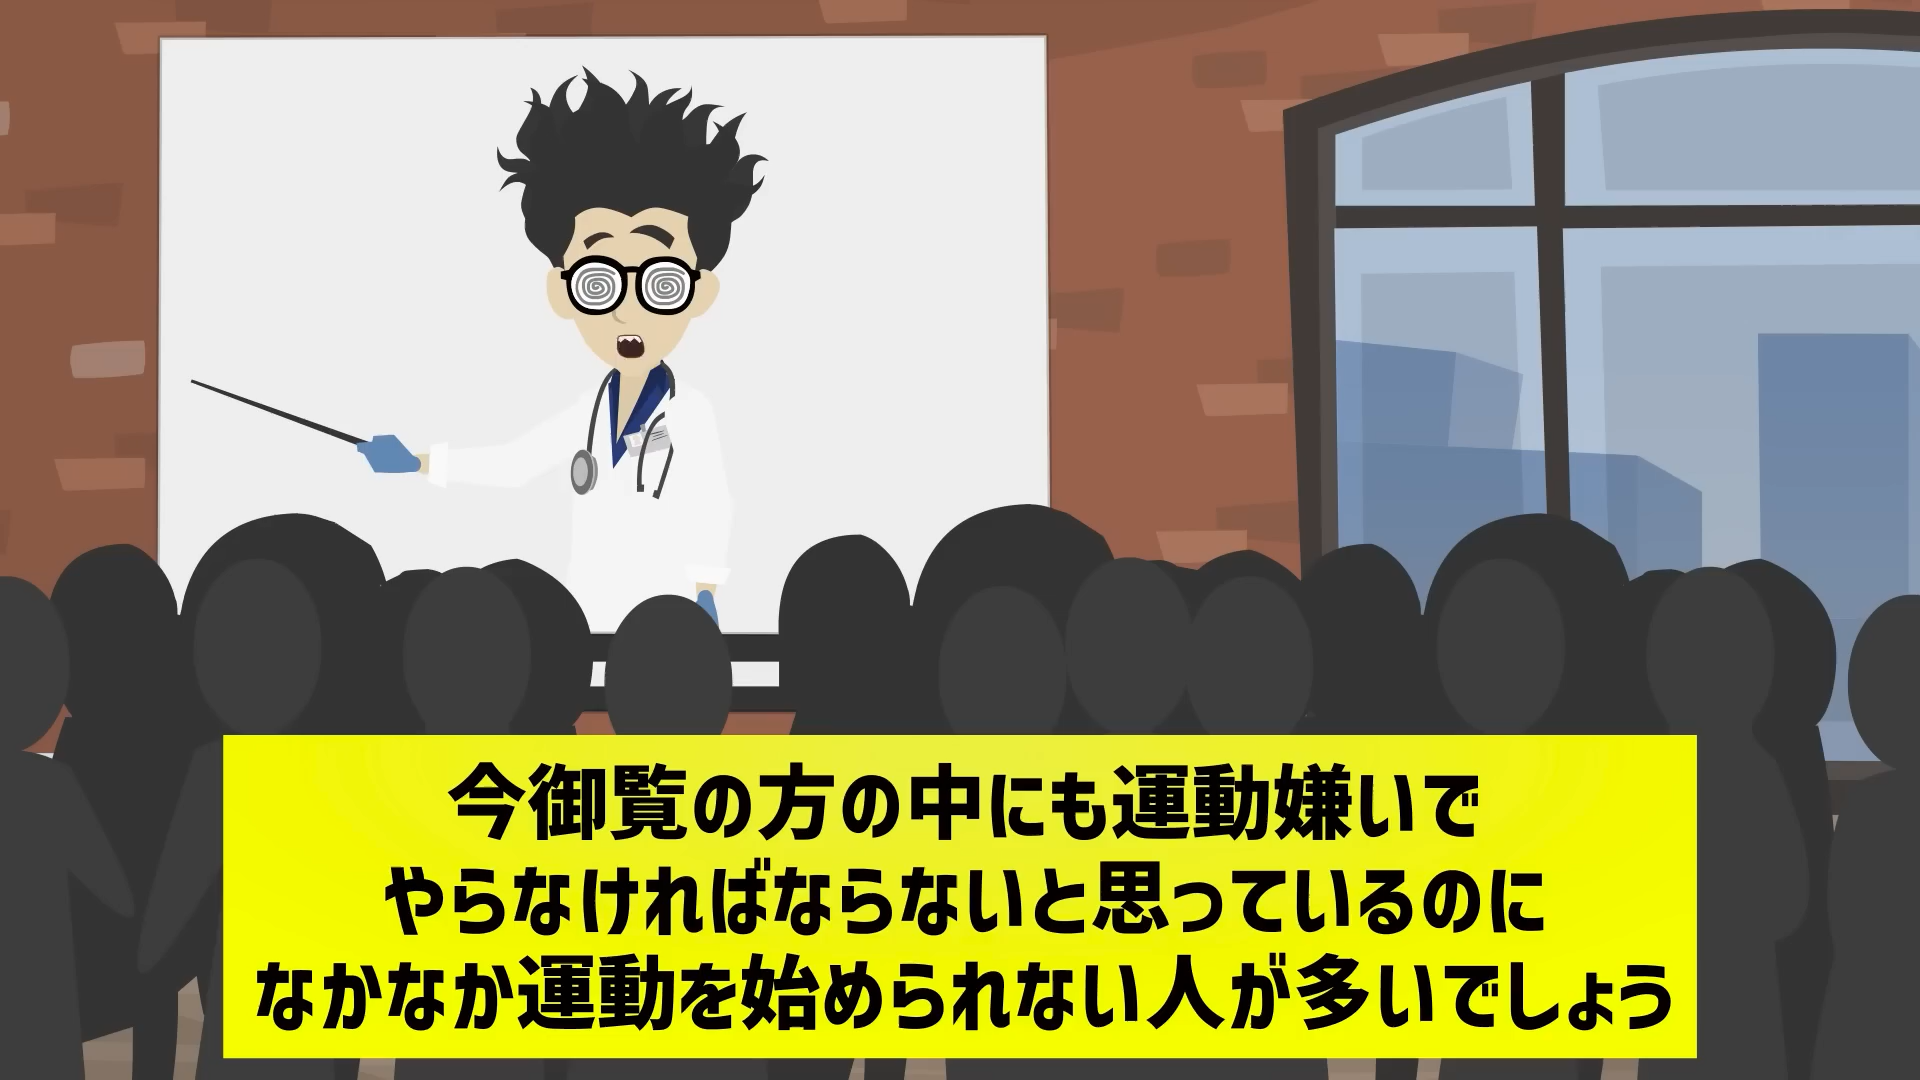 今御覧の方の中にも運動嫌いで
やらなければならないと思っているのに
なかなか運動を始められない人が多いでしょう